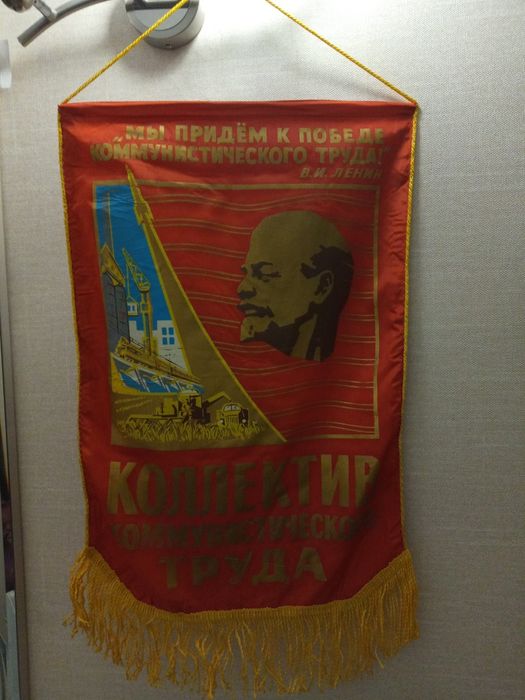 „МЫ ПРИДЁМ К ПОБЕДЕ
КОММУНИСТИЧЕСКОГО ТРУДА!"
В.И. ЛЕНИН
КОЛЛЕКТИВ
КОММУНИСТИЧЕСКОГО
ТРУДА